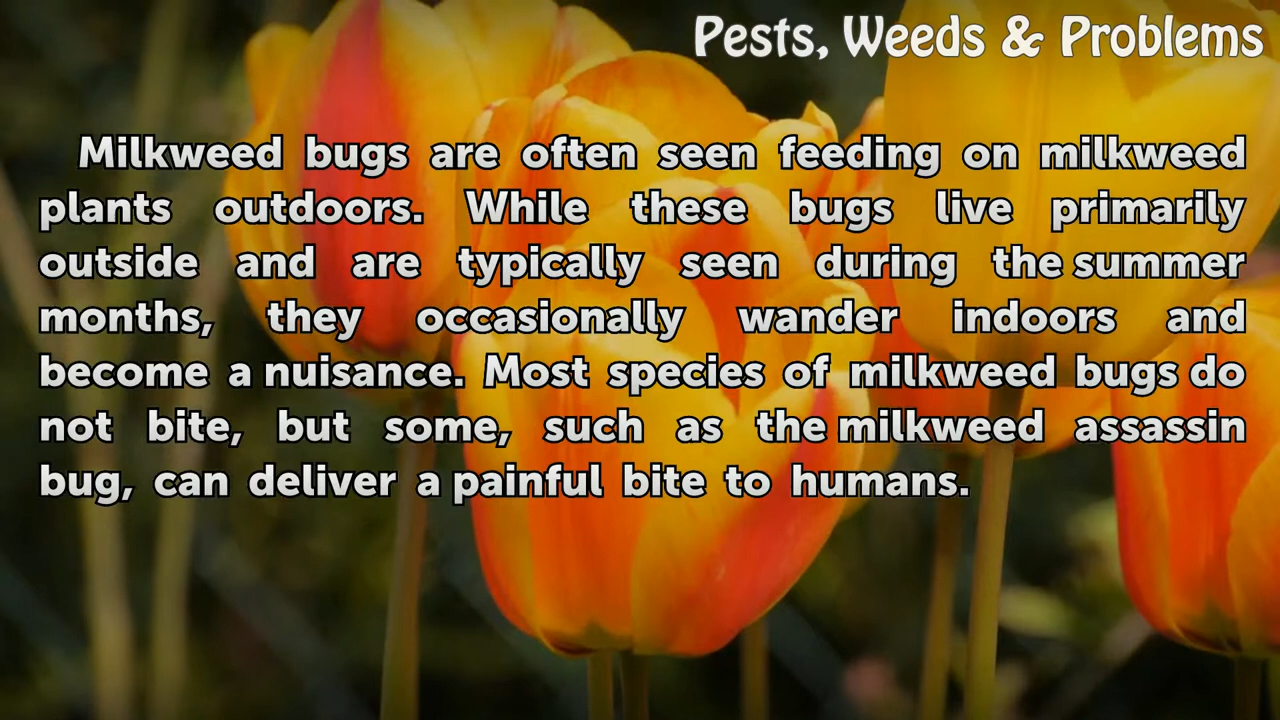 Pests, Weeds & Problems
Milkweed bugs are often seen feeding on milkweed
plants outdoors. While these bugs live primarily
outside and are typically seen during the summer
months, they occasionally wander indoors and
become a nuisance. Most species of milkweed bugs do
not bite, but some, such as the milkweed assassin
bug, can deliver a painful bite to humans.